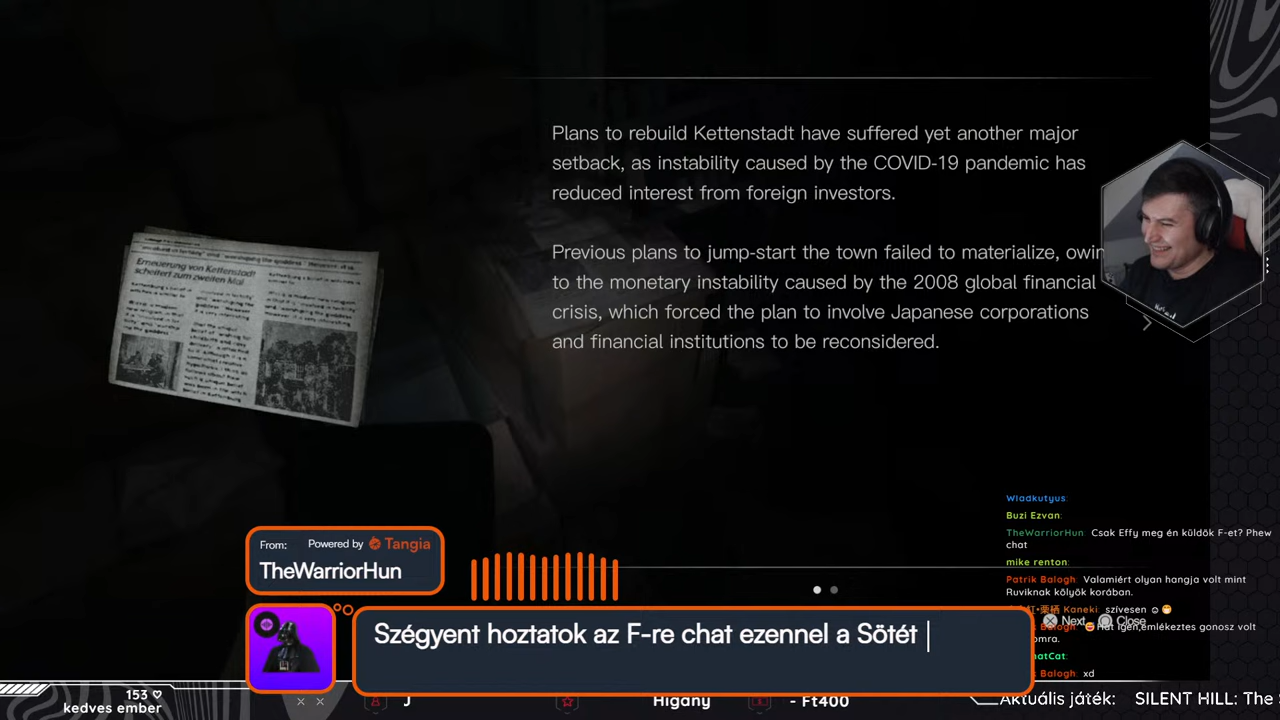 Plans to rebuild Kettenstadt have suffered yet another major
setback, as instability caused by the COVID-19 pandemic has
reduced interest from foreign investors.
Previous plans to jump-start the town failed to materialize, owin
to the monetary instability caused by the 2008 global financial
crisis, which forced the plan to involve Japanese corporations
and financial institutions to be reconsidered.
Erneuerung von Kettenstadt
scheitert zum zweiten Mal
Wladkutyus:
Buzi Ezvan:
TheWarriorHun Csak Effy meg én küldök F-et? Phew
chat
mike renton:
Patrik Balogh Valamiért olyan hangja volt mint
Ruviknak kölyök korában.
Kaneki szívesen
Hát igen,emlékeztes gonosz volt
Next Close
hatCat:
Balogh xd
From: Powered by Tangia
TheWarriorHun
Szégyent hoztatok az F-re chat ezennel a Sötét
153
kedves ember
J
Higany
- Ft400
Aktuális játék: SILENT HILL: The